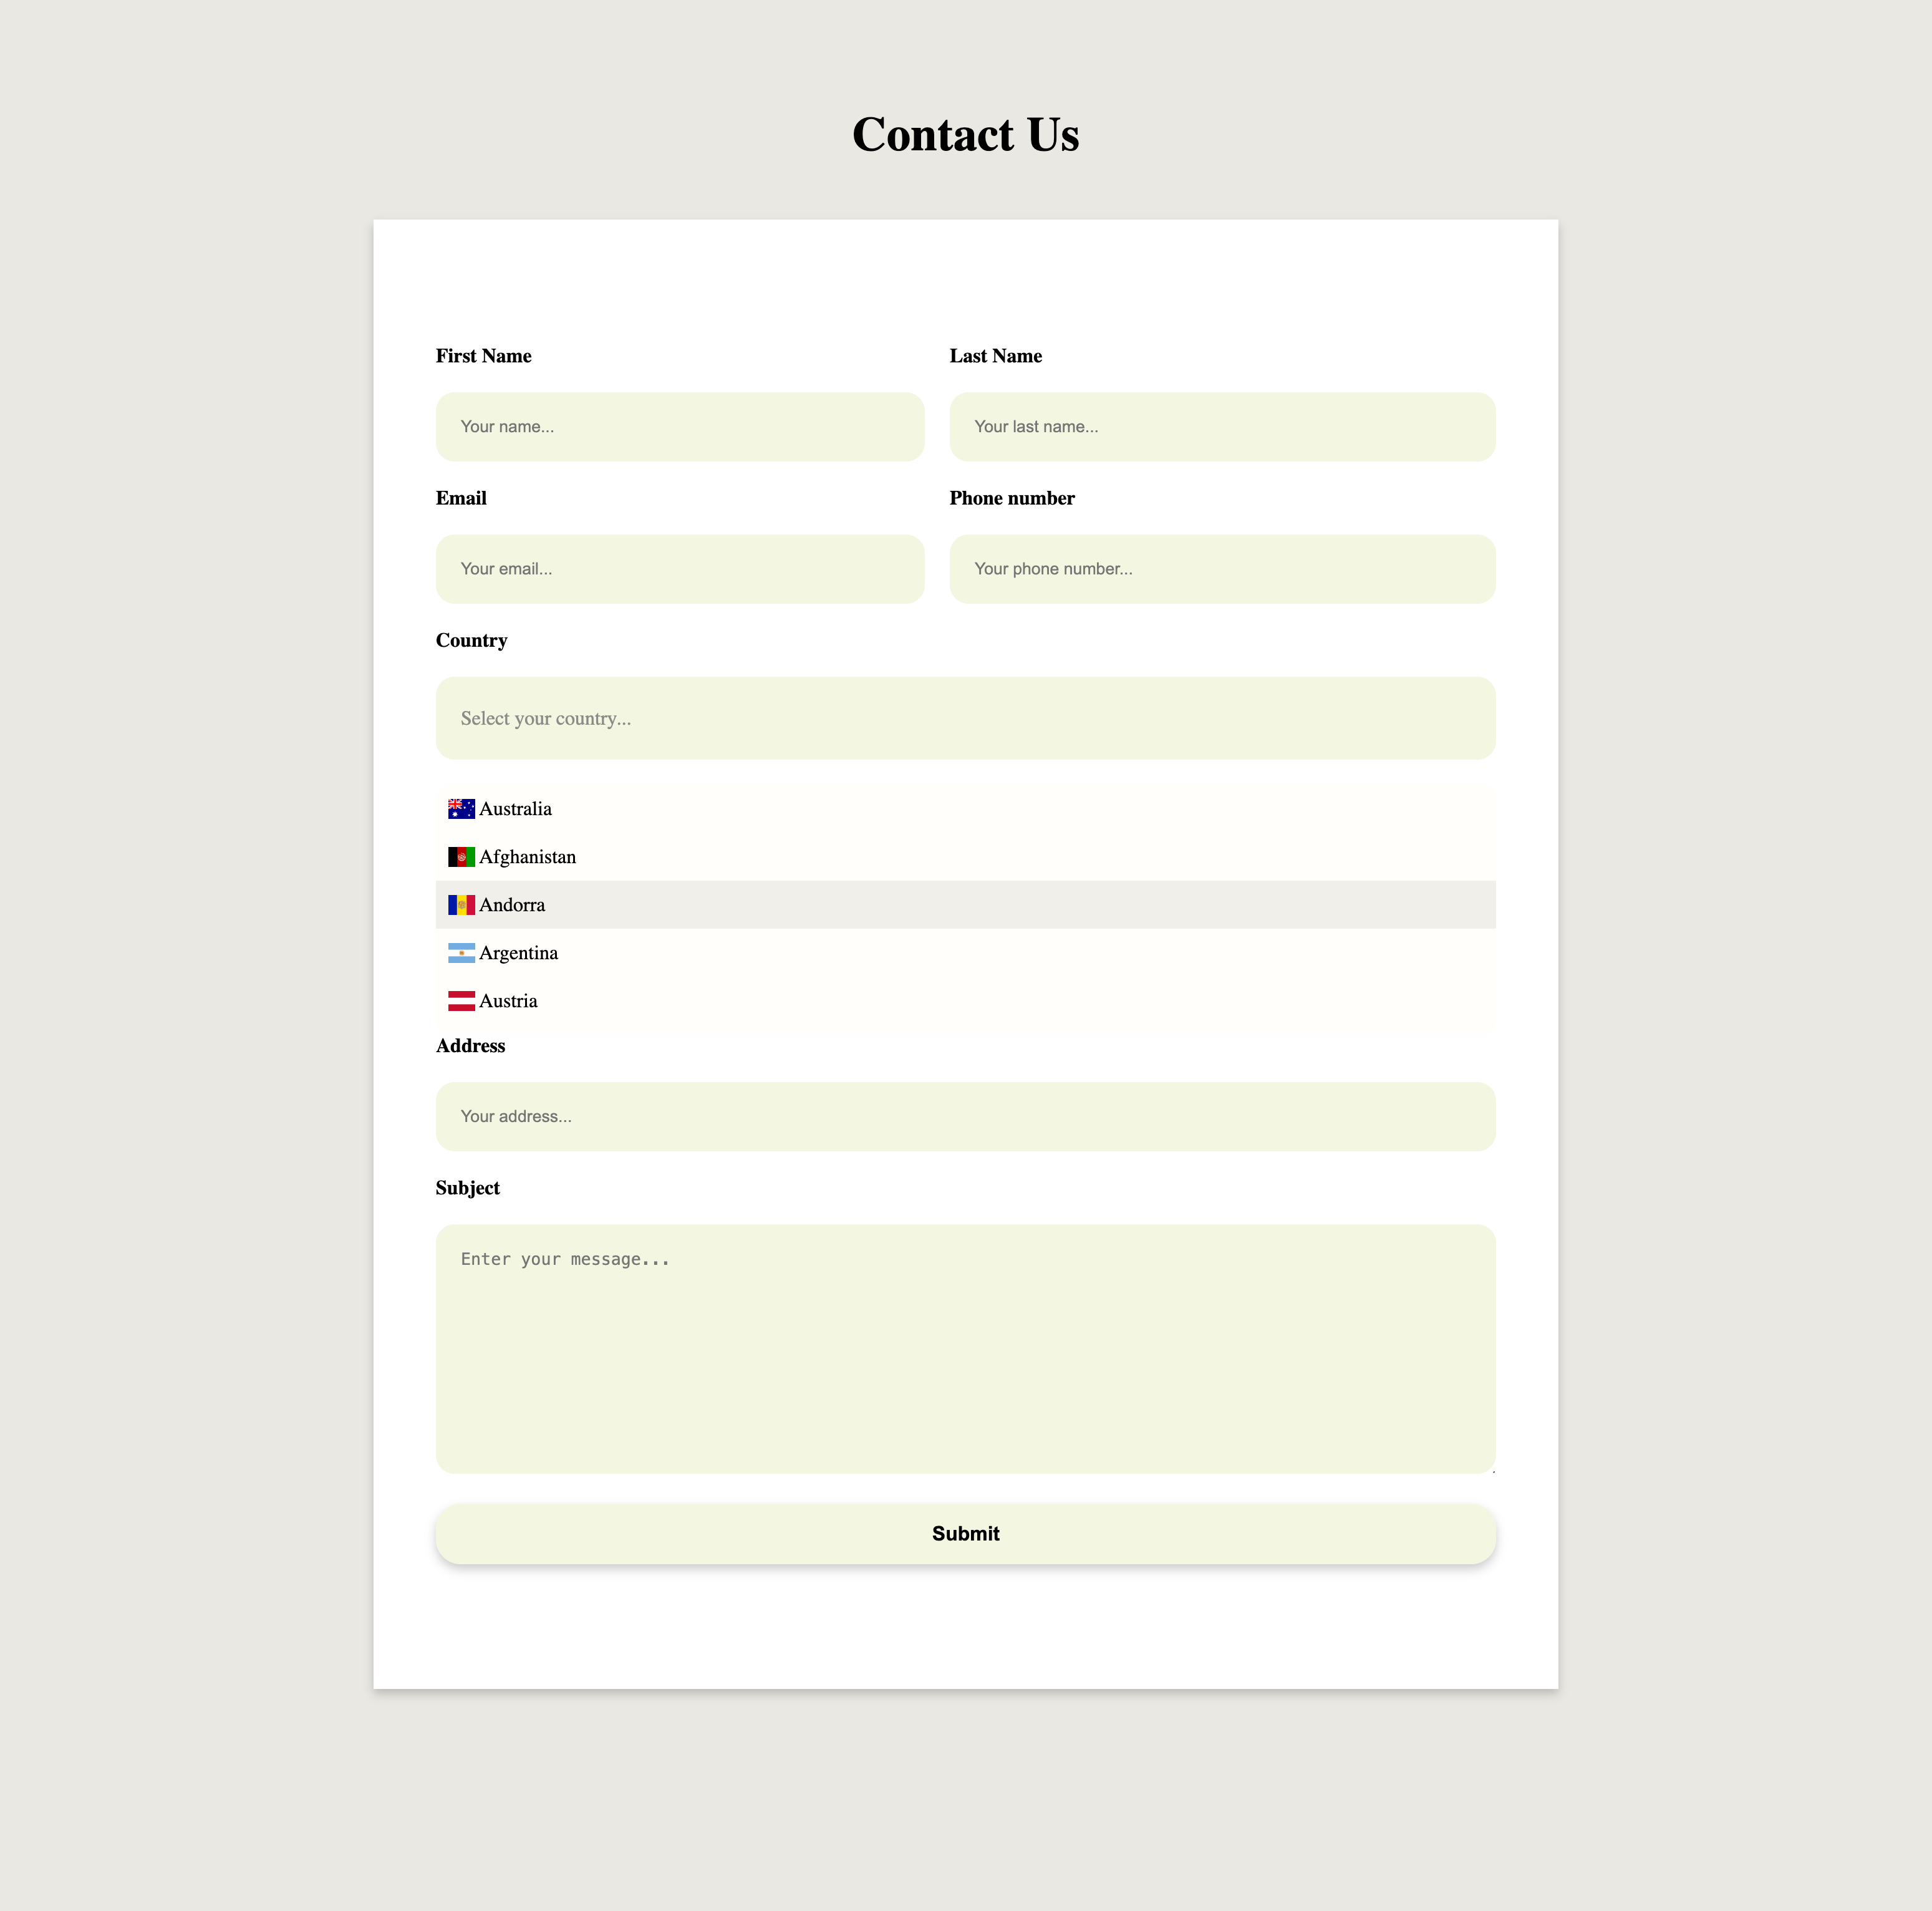 Contact Us
First Name
Last Name
Your name...
Your last name...
Email
Phone number
Your email...
Your phone number...
Country
Select your country...
Australia
Afghanistan
Andorra
Argentina
Austria
Address
Your address...
Subject
Enter your message...
Submit